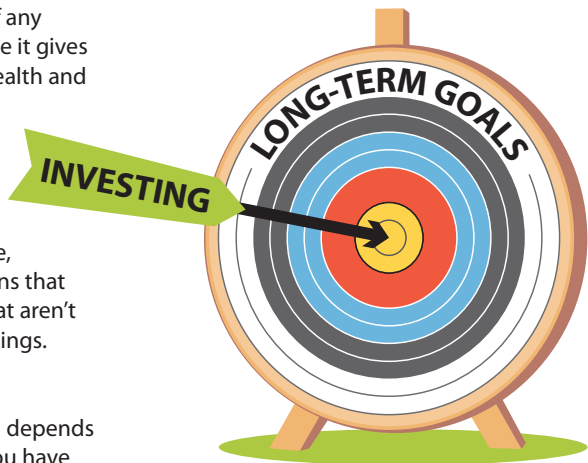 f any
e it gives
ealth and
e,
ns that
at aren't
ings.
depends
ou have
LONG-TERM GOALS
INVESTING